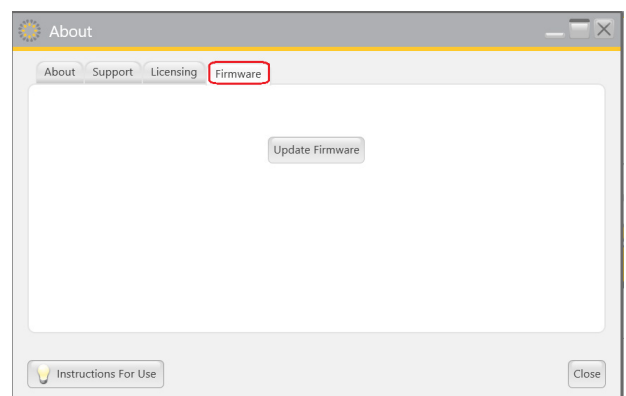 About
About Support Licensing Firmware
Update Firmware
Instructions For Use
Close